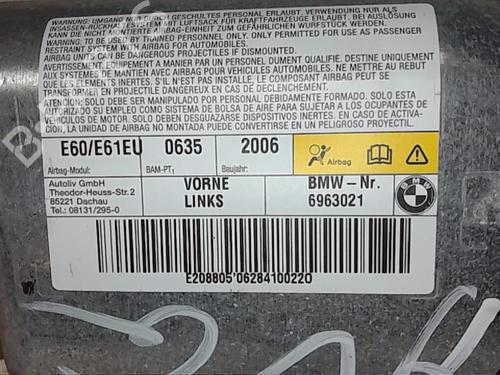 WARNUNG: UMGANG NUR DURCH GESCHULTES PERSONAL ERLAUBT. VERWENDUNG NUR ALS
INSASSEN-RÜCKHALTESYSTEM MIT LUFTSACK FÜR KRAFTFAHRZEUGE ERLAUBT. BEI AUSLÖSUNG
KANN DIE NICHT MONTIERTE AIRBAG-EINHEIT ZUM GEFÄHRLICHEN WURFSTÜCK WERDEN.
WARNING: TO BE HANDLED BY TRAINED PERSONNEL ONLY. ONLY PERMITTED FOR USE AS PASSENGER
RESTRAINT SYSTEM WITH AIRBAG FOR AUTOMOBILES.
AIRBAG UNITS CAN BE DANGEROUS PROJECTILES IF DISMOUNTED.
AVERTISSEMENT: EQUIPEMENT A MANIER PAR DU PERSONNEL DUMENT QUALIFIE. DESTINE UNIQUEMENT
AUX SYSTEMES DE MAINTIEN AVEC AIRBAG POUR VEHICULES AUTOMOBILES. NE METTRE AU REBUT
QUE LES ELEMENTS INERTES. S'IL N'EST PAS INSTALLE, LE COMPOSANT AIRBAG PEUT SE
TRANSFORMER EN PROJECTILE DANGEREUX EN CAS DE DECLENCHEMENT.
ATENCION: SOLO DEBE SER MANIPULADO POR PERSONAL DEBIDAMENTE FORMADO. SOLO ESTA
AUTORIZADO SU EMPLEO COMO SISTEMA DE BOLSA DE AIRE PARA SUJETAR A LOS OCUPANTES DE
VEHICULOS DE MOTOR. SOLO DEBEN DESGUAZARSE DISPOSITIVOS INERTES. EN CASO DE ACTIVA-
CION, LA UNIDAD DE AIRBAG NO MONTADA PUEDE CONVERTIRSE EN UN PROYECTIL PELIGROSO.
E60/E61EU 0635 2006
Airbag
Airbag-Modul: BAM-PT₁ Baujahr:
Autoliv GmbH
Theodor-Heuss-Str.2
85221 Dachau
Tel.: 08131/295-0
VORNE
LINKS
BMW-Nr.
6963021
BMW
E208805'06284100220